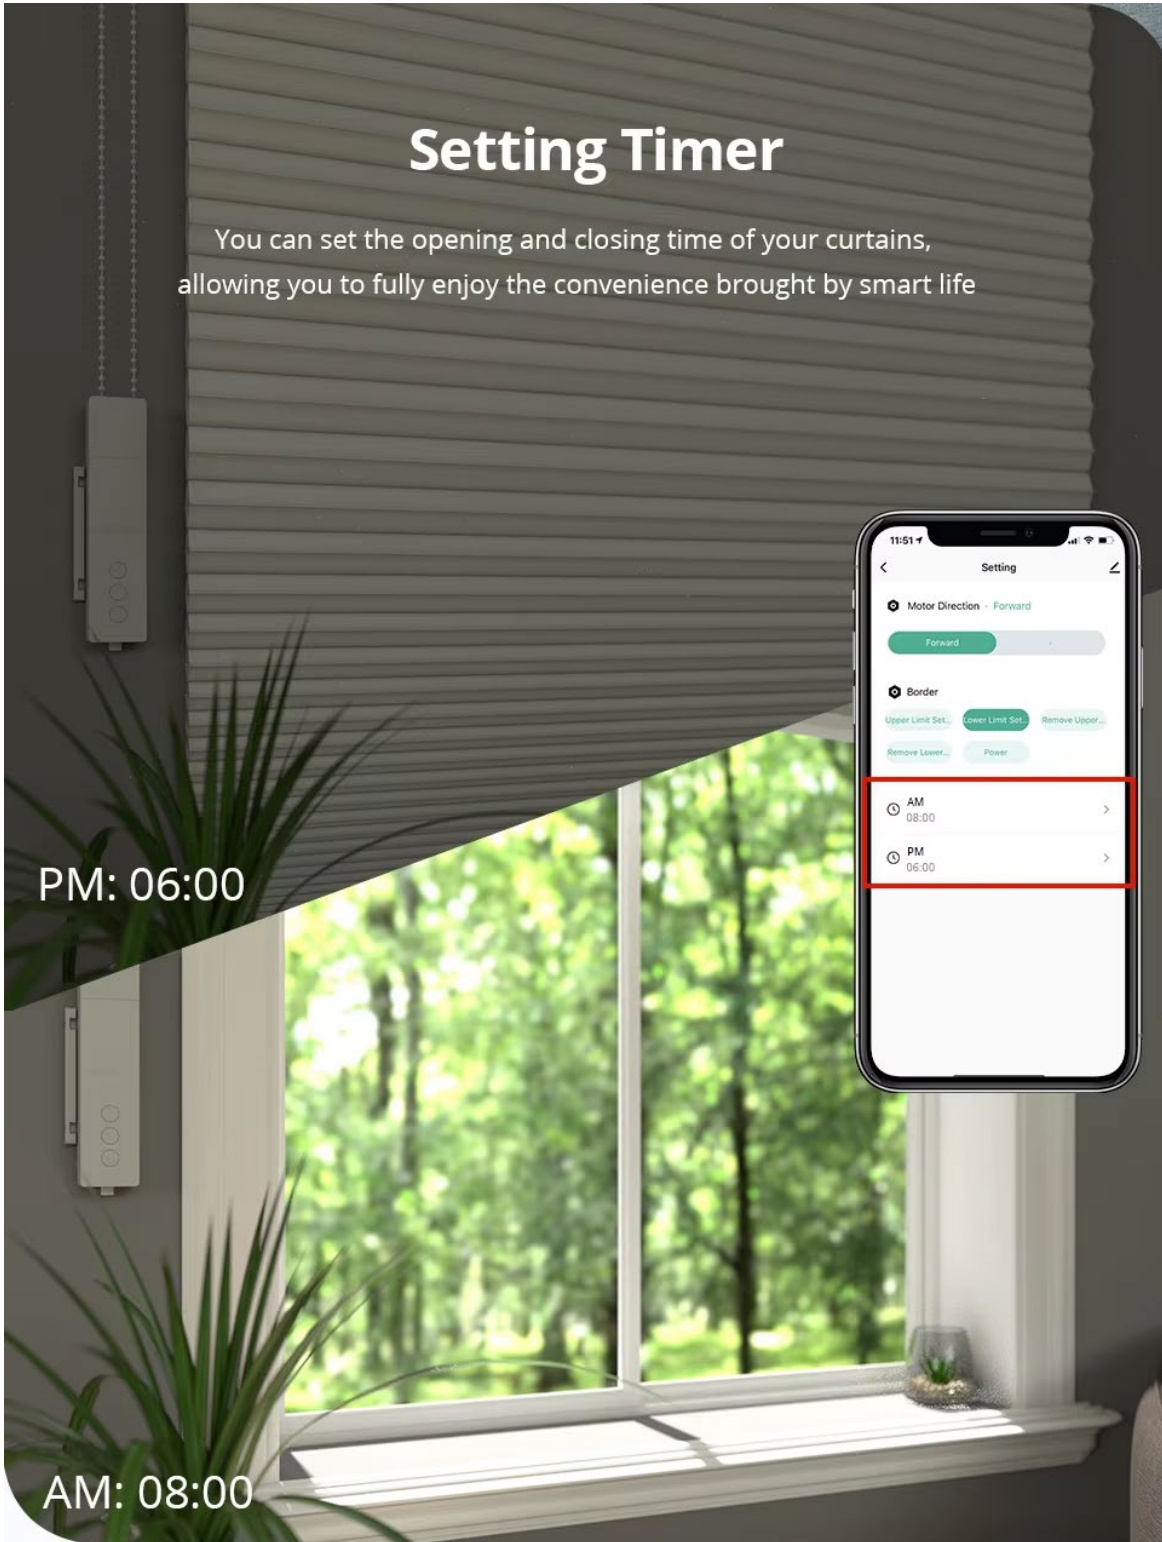 Setting Timer
You can set the opening and closing time of your curtains,
allowing you to fully enjoy the convenience brought by smart life
11:51
Setting
Motor Direction · Forward
Forward
Border
Upper Limit Set...
Lower Limit Set...
Remove Uppor...
Remove Lower...
Power
AM
08:00
PM
06:00
PM: 06:00
AM: 08:00